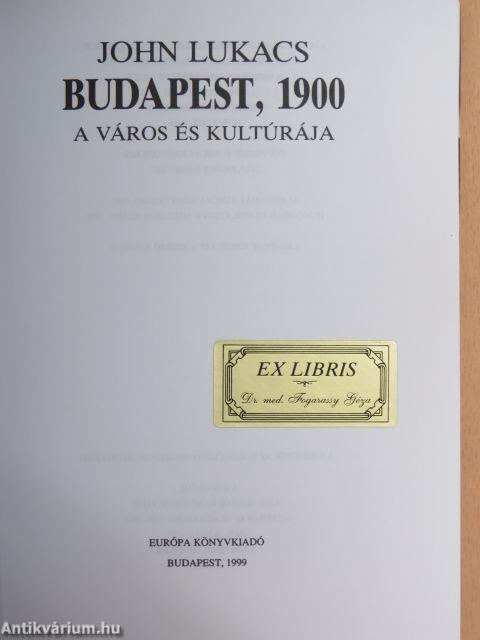 JOHN LUKACS
BUDAPEST, 1900
A VÁROS ÉS KULTÚRÁJA
EX LIBRIS
Dr. med. Fogarassy Géza
EURÓPA KÖNYVKIADÓ
BUDAPEST, 1999
Antikvárium.hu